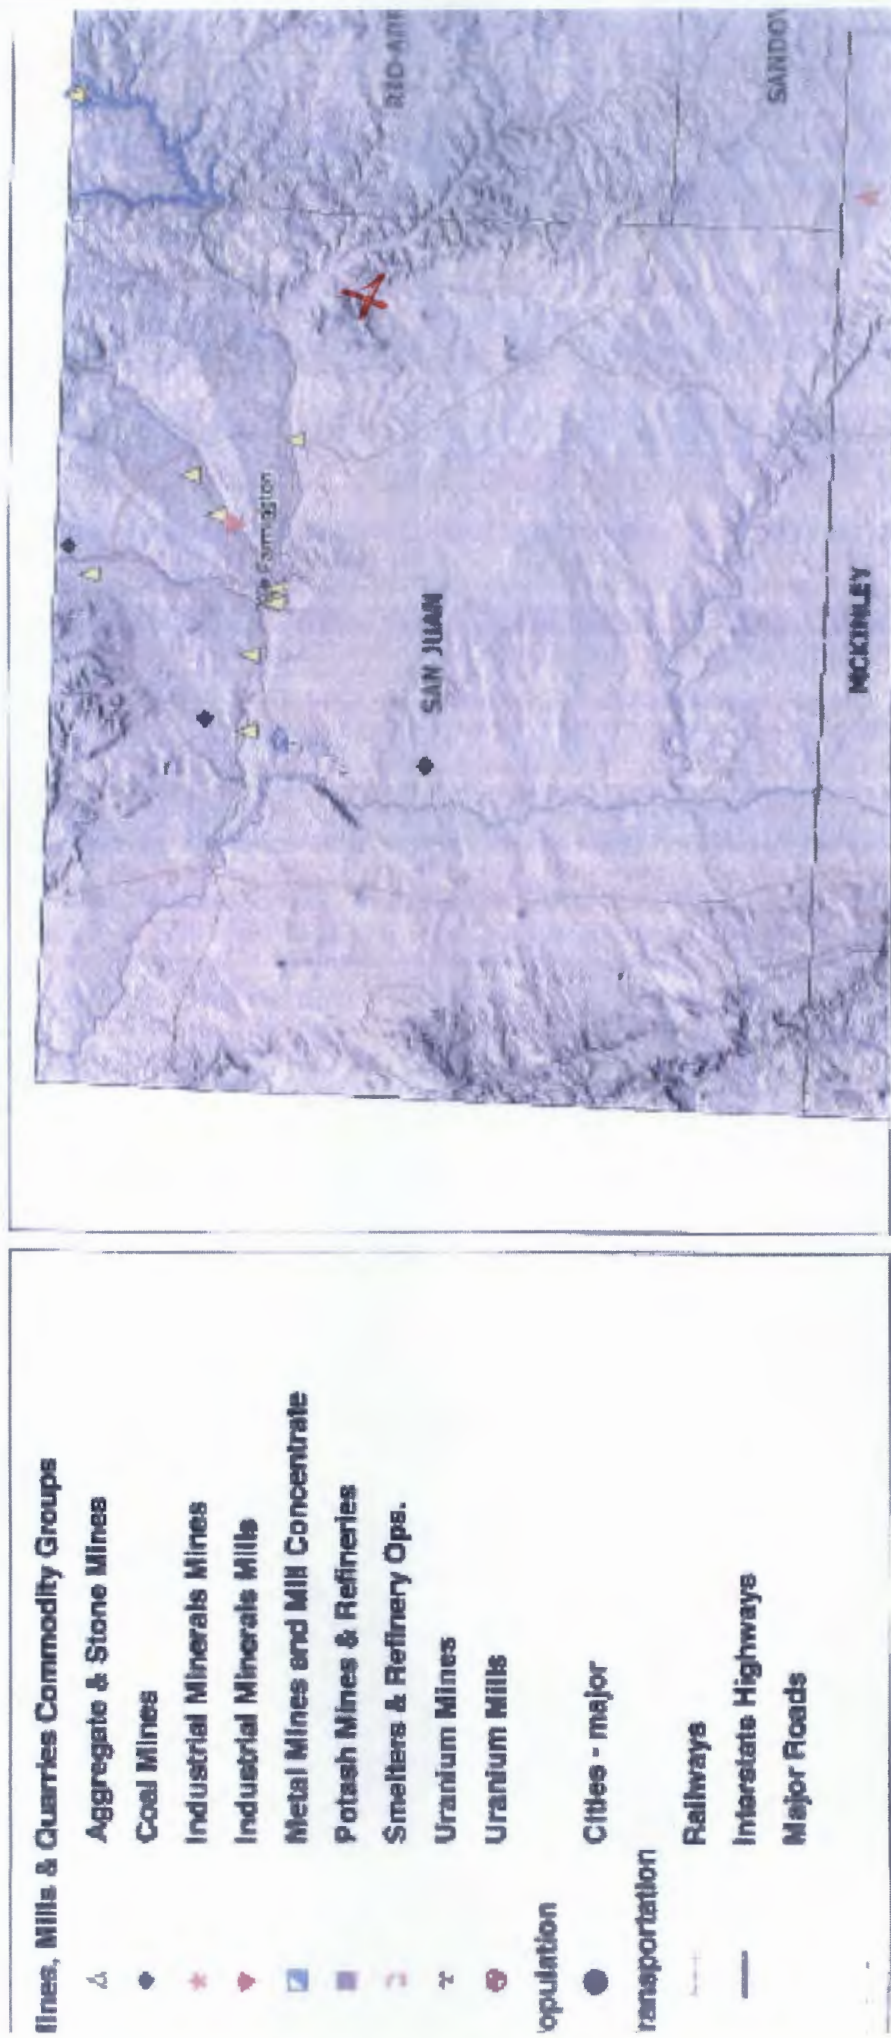 lines, Mills & Quarries Commodity Groups
Aggregate & Stone Mines
Coal Mines
Industrial Minerals Mines
Industrial Minerals Mills
Metal Mines and Mill Concentrate
Potash Mines & Refineries
Smelters & Refinery Ops.
Uranium Mines
Uranium Mills
opulation
Cities - major
ransportation
Railways
Interstate Highways
Major Roads
Farmington
SAN JUAN
MCKINLEY
SANDOV